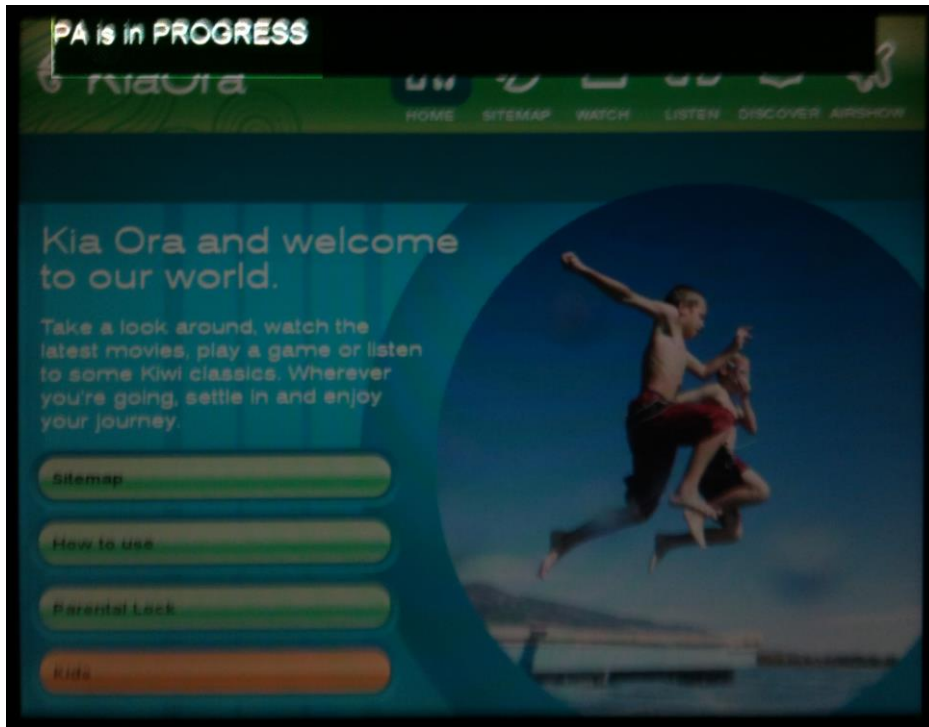 PA is in PROGRESS
KiaOra
HOME SITEMAP WATCH LISTEN DISCOVER AIRSHOW
Kia Ora and welcome
to our world.
Take a look around, watch the
latest movies, play a game or listen
to some Kiwi classics. Wherever
you're going, settle in and enjoy
your journey.
Sitemap
How to use
Parental Lock
Kids